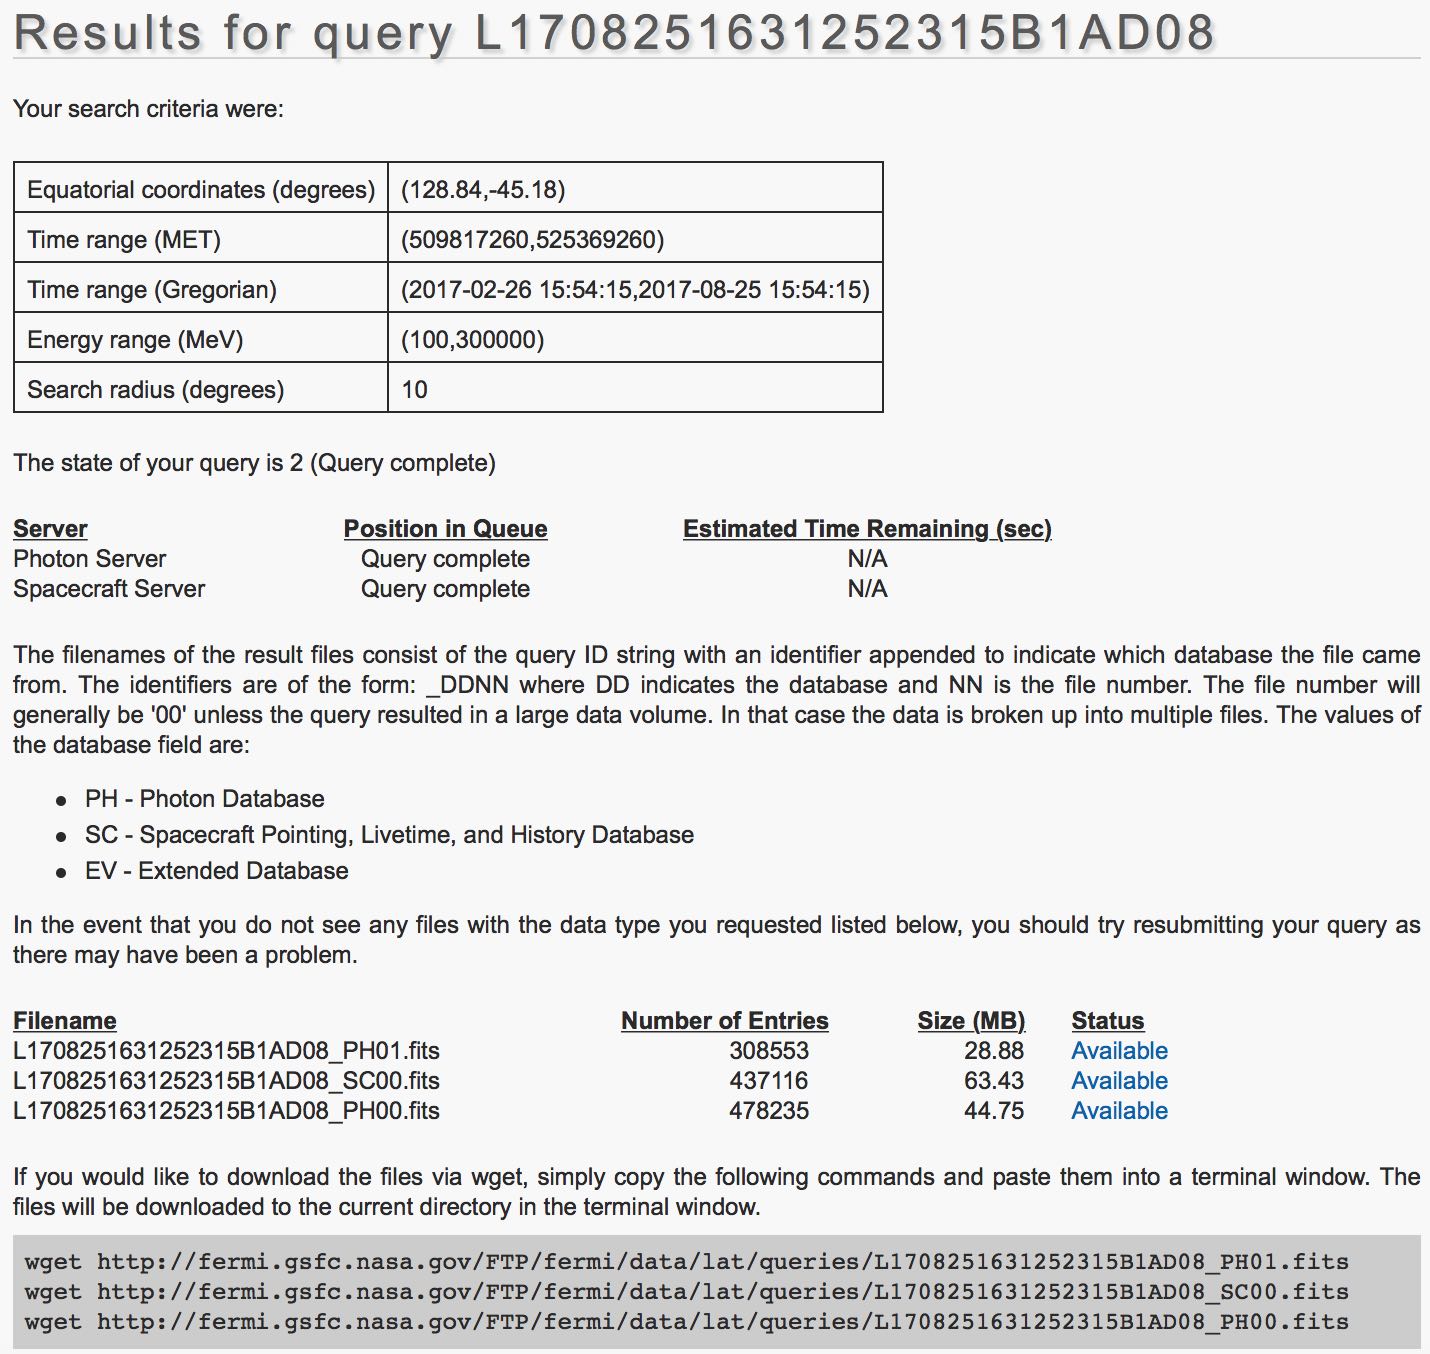 Results for query L1708251631252315B1AD08
Your search criteria were:
Equatorial coordinates (degrees) (128.84,-45.18)
Time range (MET) (509817260,525369260)
Time range (Gregorian) (2017-02-26 15:54:15,2017-08-25 15:54:15)
Energy range (MeV) (100,300000)
Search radius (degrees) 10
The state of your query is 2 (Query complete)
Server Position in Queue Estimated Time Remaining (sec)
Photon Server Query complete N/A
Spacecraft Server Query complete N/A
The filenames of the result files consist of the query ID string with an identifier appended to indicate which database the file came
from. The identifiers are of the form: _DDNN where DD indicates the database and NN is the file number. The file number will
generally be '00' unless the query resulted in a large data volume. In that case the data is broken up into multiple files. The values of
the database field are:
• PH - Photon Database
• SC - Spacecraft Pointing, Livetime, and History Database
• EV - Extended Database
In the event that you do not see any files with the data type you requested listed below, you should try resubmitting your query as
there may have been a problem.
Filename Number of Entries Size (MB) Status
L1708251631252315B1AD08_PH01.fits 308553 28.88 Available
L1708251631252315B1AD08_SC00.fits 437116 63.43 Available
L1708251631252315B1AD08_PH00.fits 478235 44.75 Available
If you would like to download the files via wget, simply copy the following commands and paste them into a terminal window. The
files will be downloaded to the current directory in the terminal window.
wget http://fermi.gsfc.nasa.gov/FTP/fermi/data/lat/queries/L1708251631252315B1AD08_PH01.fits
wget http://fermi.gsfc.nasa.gov/FTP/fermi/data/lat/queries/L1708251631252315B1AD08_SC00.fits
wget http://fermi.gsfc.nasa.gov/FTP/fermi/data/lat/queries/L1708251631252315B1AD08_PH00.fits